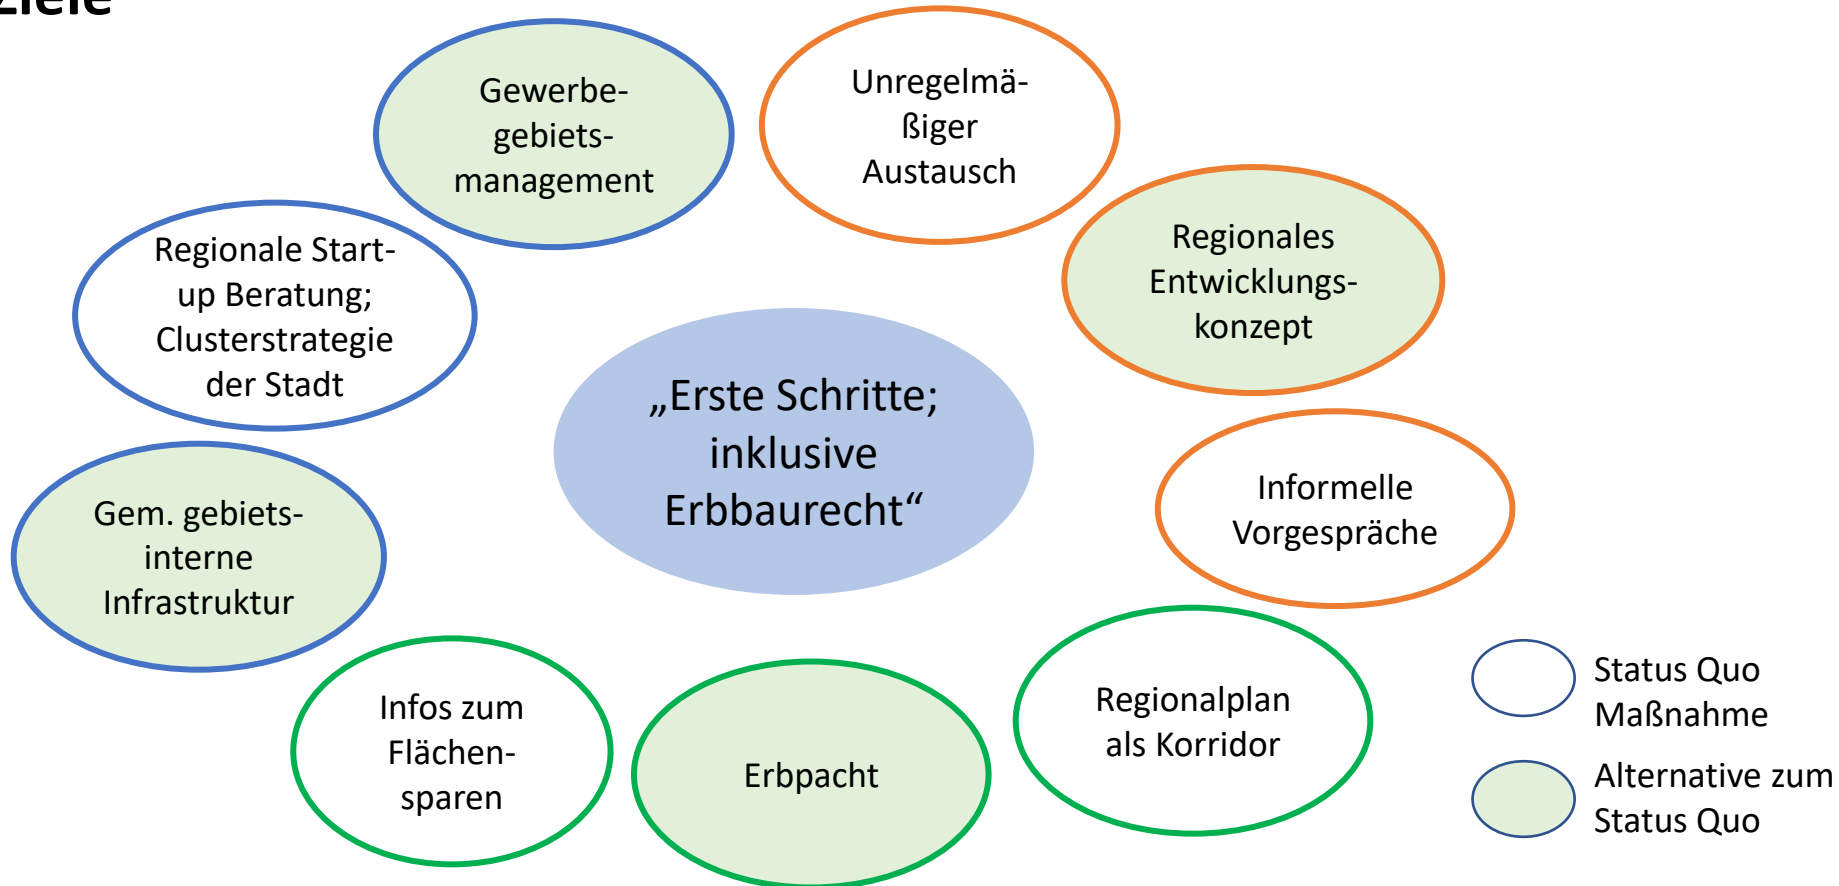 Ziele
Gewerbe-
gebiets-
management
Unregelmä-
ßiger
Austausch
Regionale Start-
up Beratung;
Clusterstrategie
der Stadt
Regionales
Entwicklungs-
konzept
„Erste Schritte;
inklusive
Erbbaurecht“
Gem. gebiets-
interne
Infrastruktur
Informelle
Vorgespräche
Infos zum
Flächen-
sparen
Erbpacht
Regionalplan
als Korridor
Status Quo
Maßnahme
Alternative zum
Status Quo